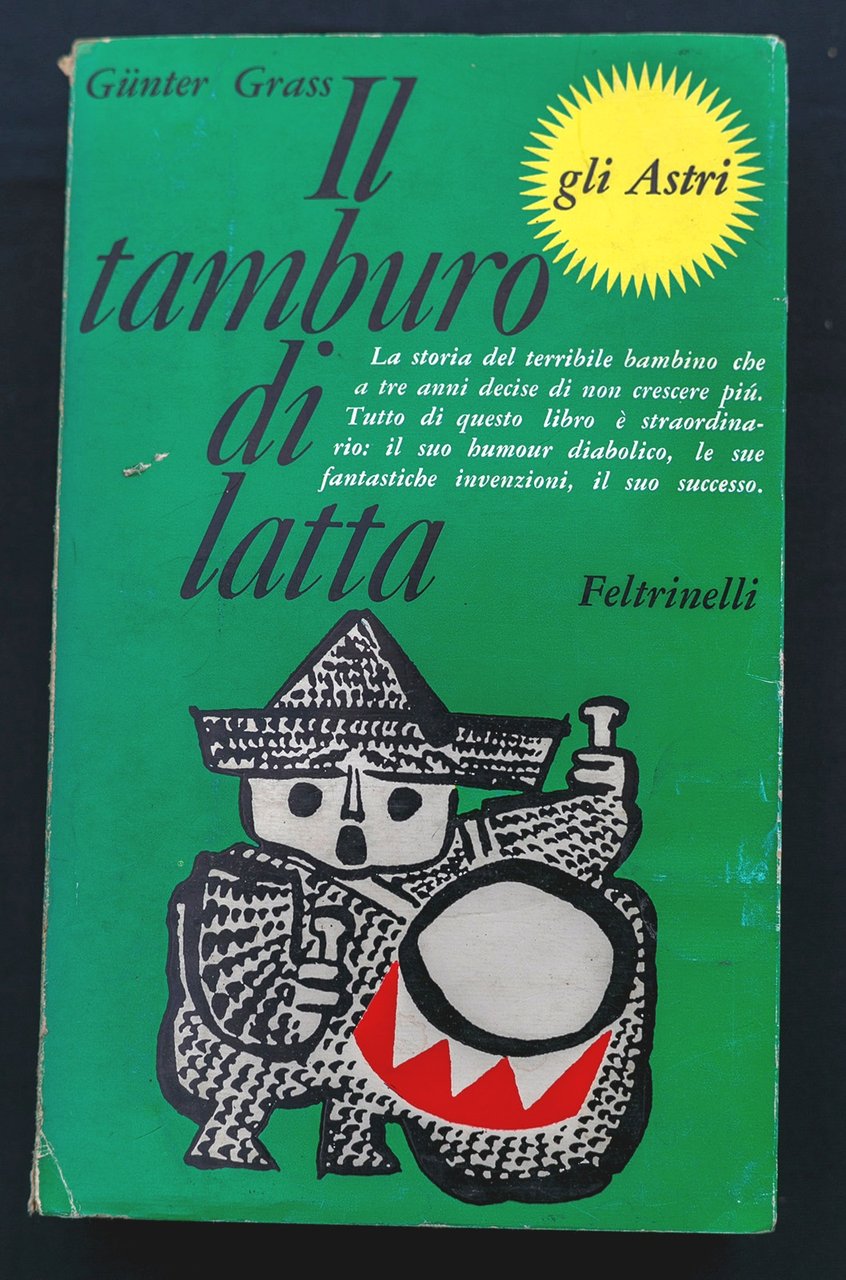 Günter Grass
Il
tamburo
di
latta
gli Astri
La storia del terribile bambino che
a tre anni decise di non crescere piú.
Tutto di questo libro è straordina-
rio: il suo humour diabolico, le sue
fantastiche invenzioni, il suo successo.
Feltrinelli